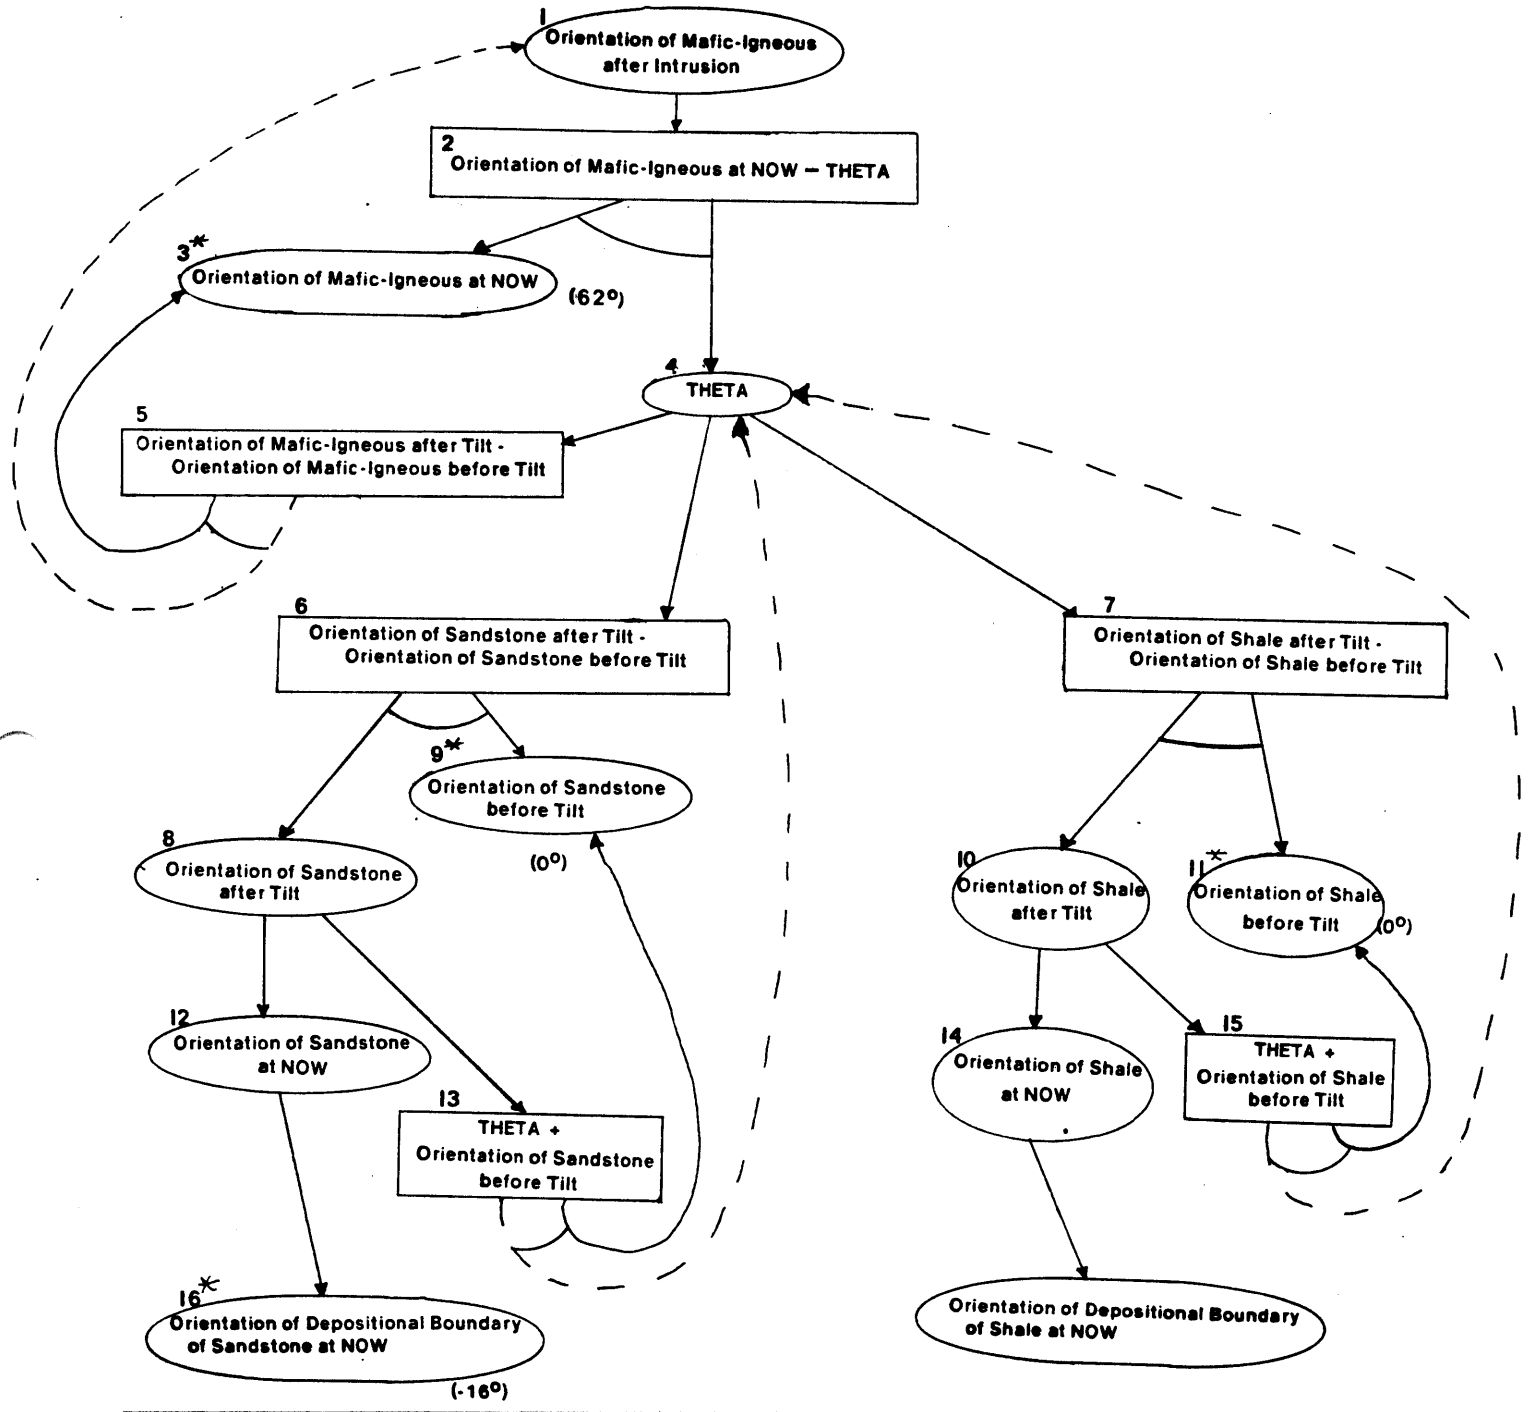 1
Orientation of Mafic-Igneous
after Intrusion
2
Orientation of Mafic-Igneous at NOW — THETA
3*
Orientation of Mafic-Igneous at NOW
(62°)
4
THETA
5
Orientation of Mafic-Igneous after Tilt -
Orientation of Mafic-Igneous before Tilt
6
Orientation of Sandstone after Tilt -
Orientation of Sandstone before Tilt
7
Orientation of Shale after Tilt -
Orientation of Shale before Tilt
9*
Orientation of Sandstone
before Tilt
(0°)
8
Orientation of Sandstone
after Tilt
10
Orientation of Shale
after Tilt
11*
Orientation of Shale
before Tilt
(0°)
12
Orientation of Sandstone
at NOW
13
THETA +
Orientation of Sandstone
before Tilt
14
Orientation of Shale
at NOW
15
THETA +
Orientation of Shale
before Tilt
16*
Orientation of Depositional Boundary
of Sandstone at NOW
(-16°)
Orientation of Depositional Boundary
of Shale at NOW